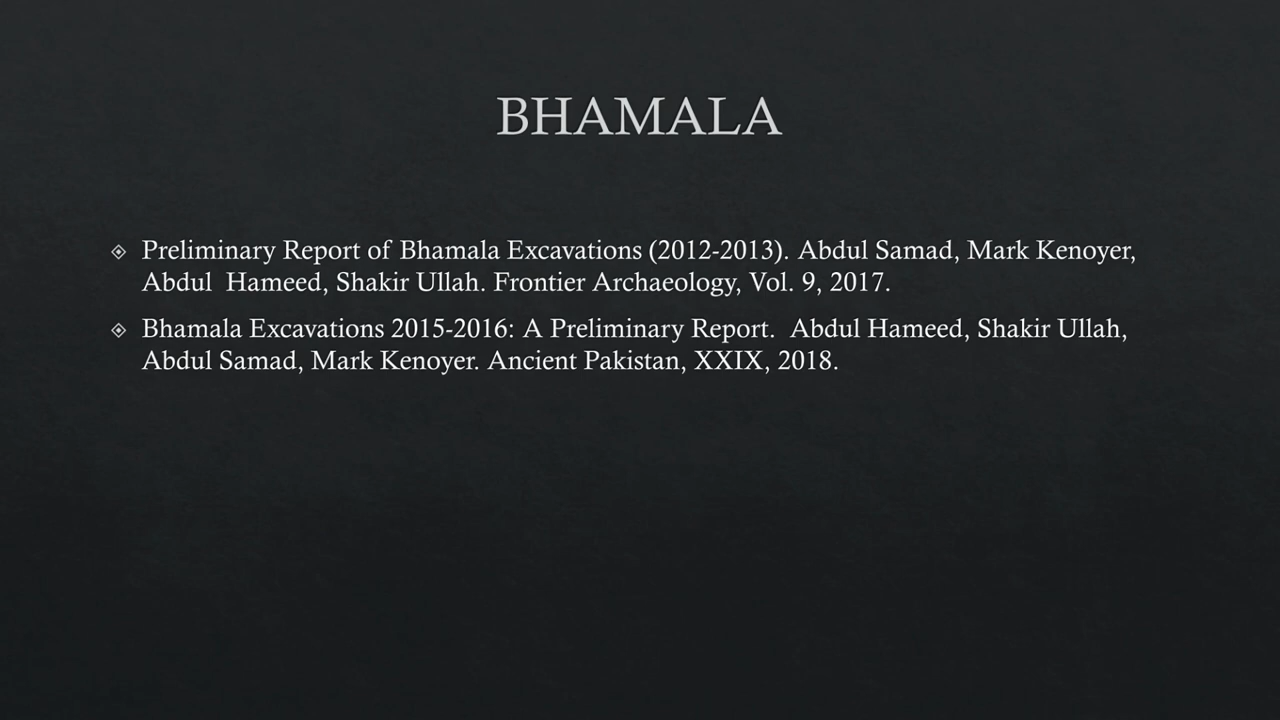 BHAMALA
Preliminary Report of Bhamala Excavations (2012-2013). Abdul Samad, Mark Kenoyer,
Abdul  Hameed, Shakir Ullah. Frontier Archaeology, Vol. 9, 2017.
Bhamala Excavations 2015-2016: A Preliminary Report.  Abdul Hameed, Shakir Ullah,
Abdul Samad, Mark Kenoyer. Ancient Pakistan, XXIX, 2018.